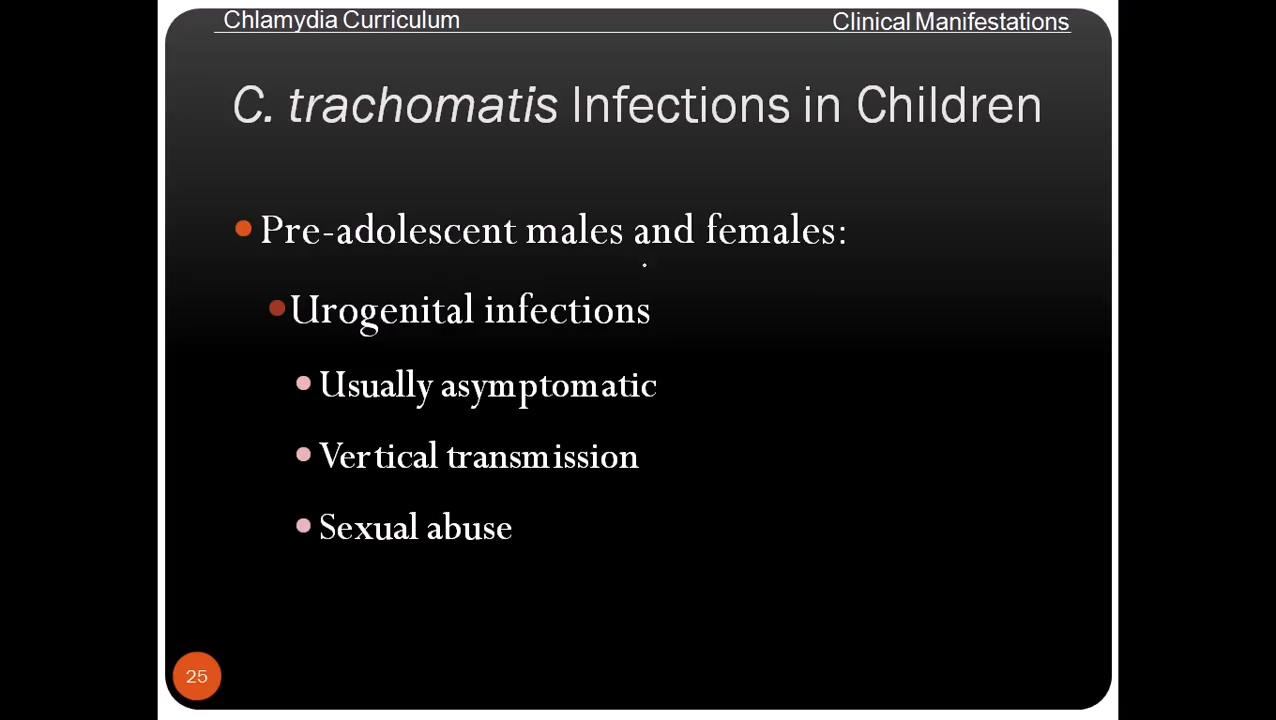 Chlamydia Curriculum
Clinical Manifestations
C. trachomatis Infections in Children
Pre-adolescent males and females:
Urogenital infections
Usually asymptomatic
Vertical transmission
Sexual abuse
25